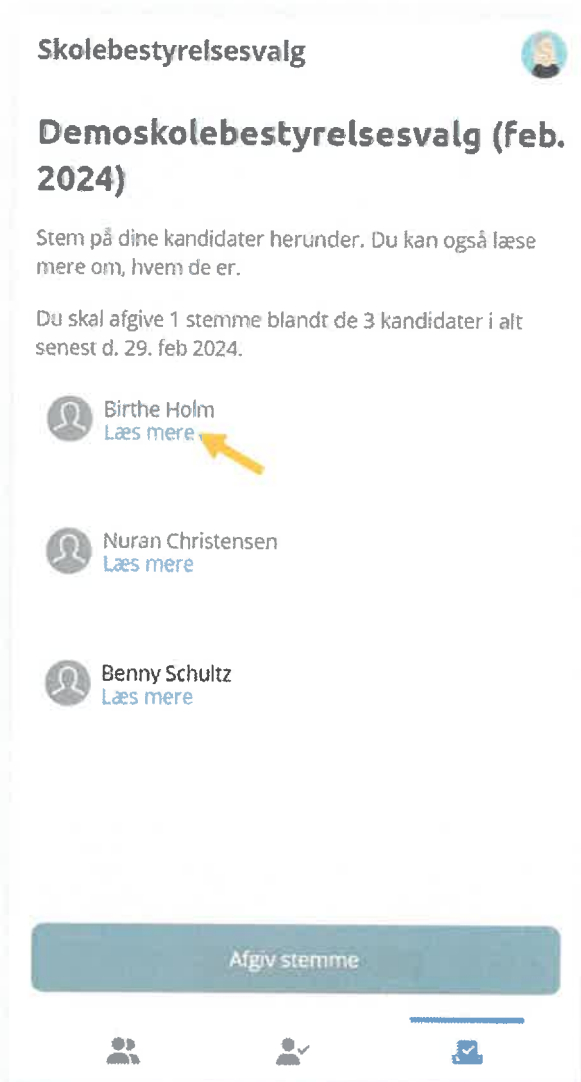 Skolebestyrelsesvalg
Demoskolebestyrelsesvalg (feb.
2024)
Stem på dine kandidater herunder. Du kan også læse
mere om, hvem de er.
Du skal afgive 1 stemme blandt de 3 kandidater i alt
senest d. 29. feb 2024.
Birthe Holm
Læs mere
Nuran Christensen
Læs mere
Benny Schultz
Læs mere
Afgiv stemme